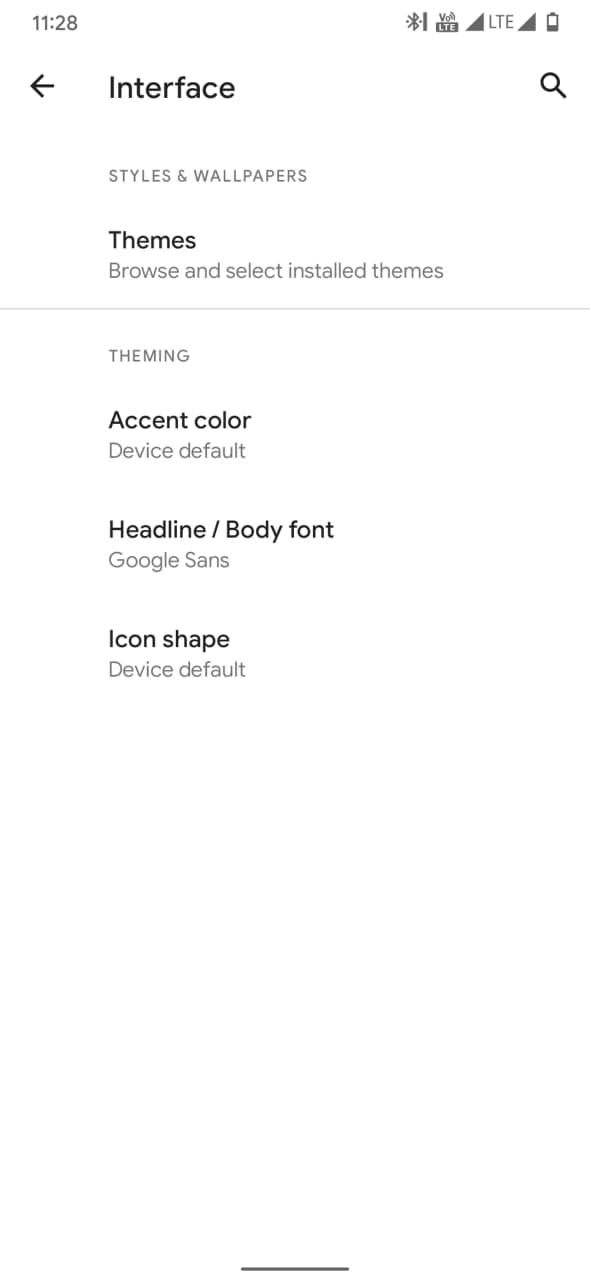 11:28
Vo))
LTE
LTE
Interface
STYLES & WALLPAPERS
Themes
Browse and select installed themes
THEMING
Accent color
Device default
Headline / Body font
Google Sans
Icon shape
Device default